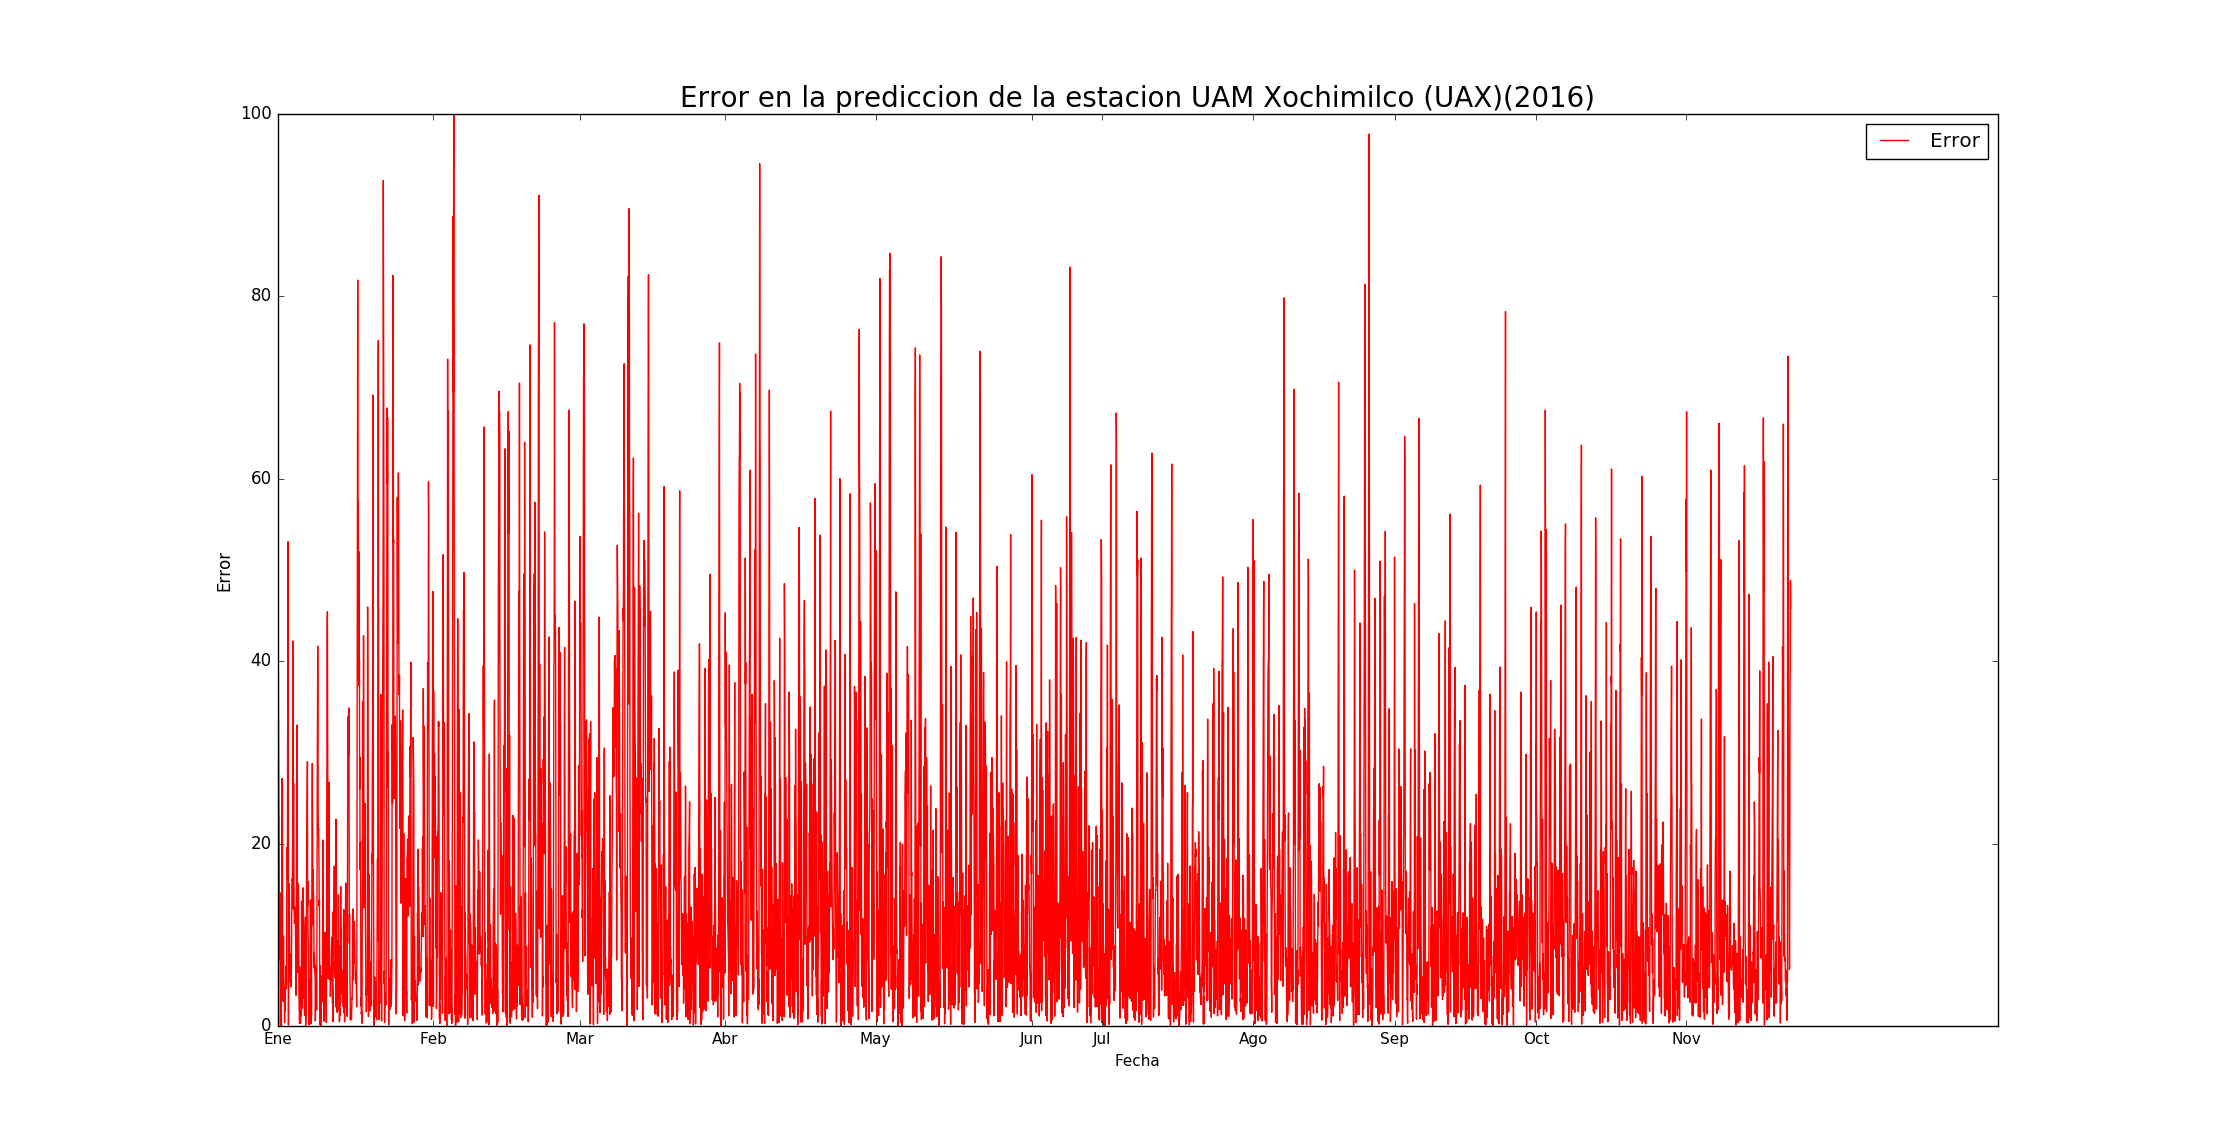 Error en la prediccion de la estacion UAM Xochimilco (UAX)(2016)
100
Error
80
60
Error
40
20
0
Ene Feb Mar Abr May Jun Jul Ago Sep Oct Nov
Fecha